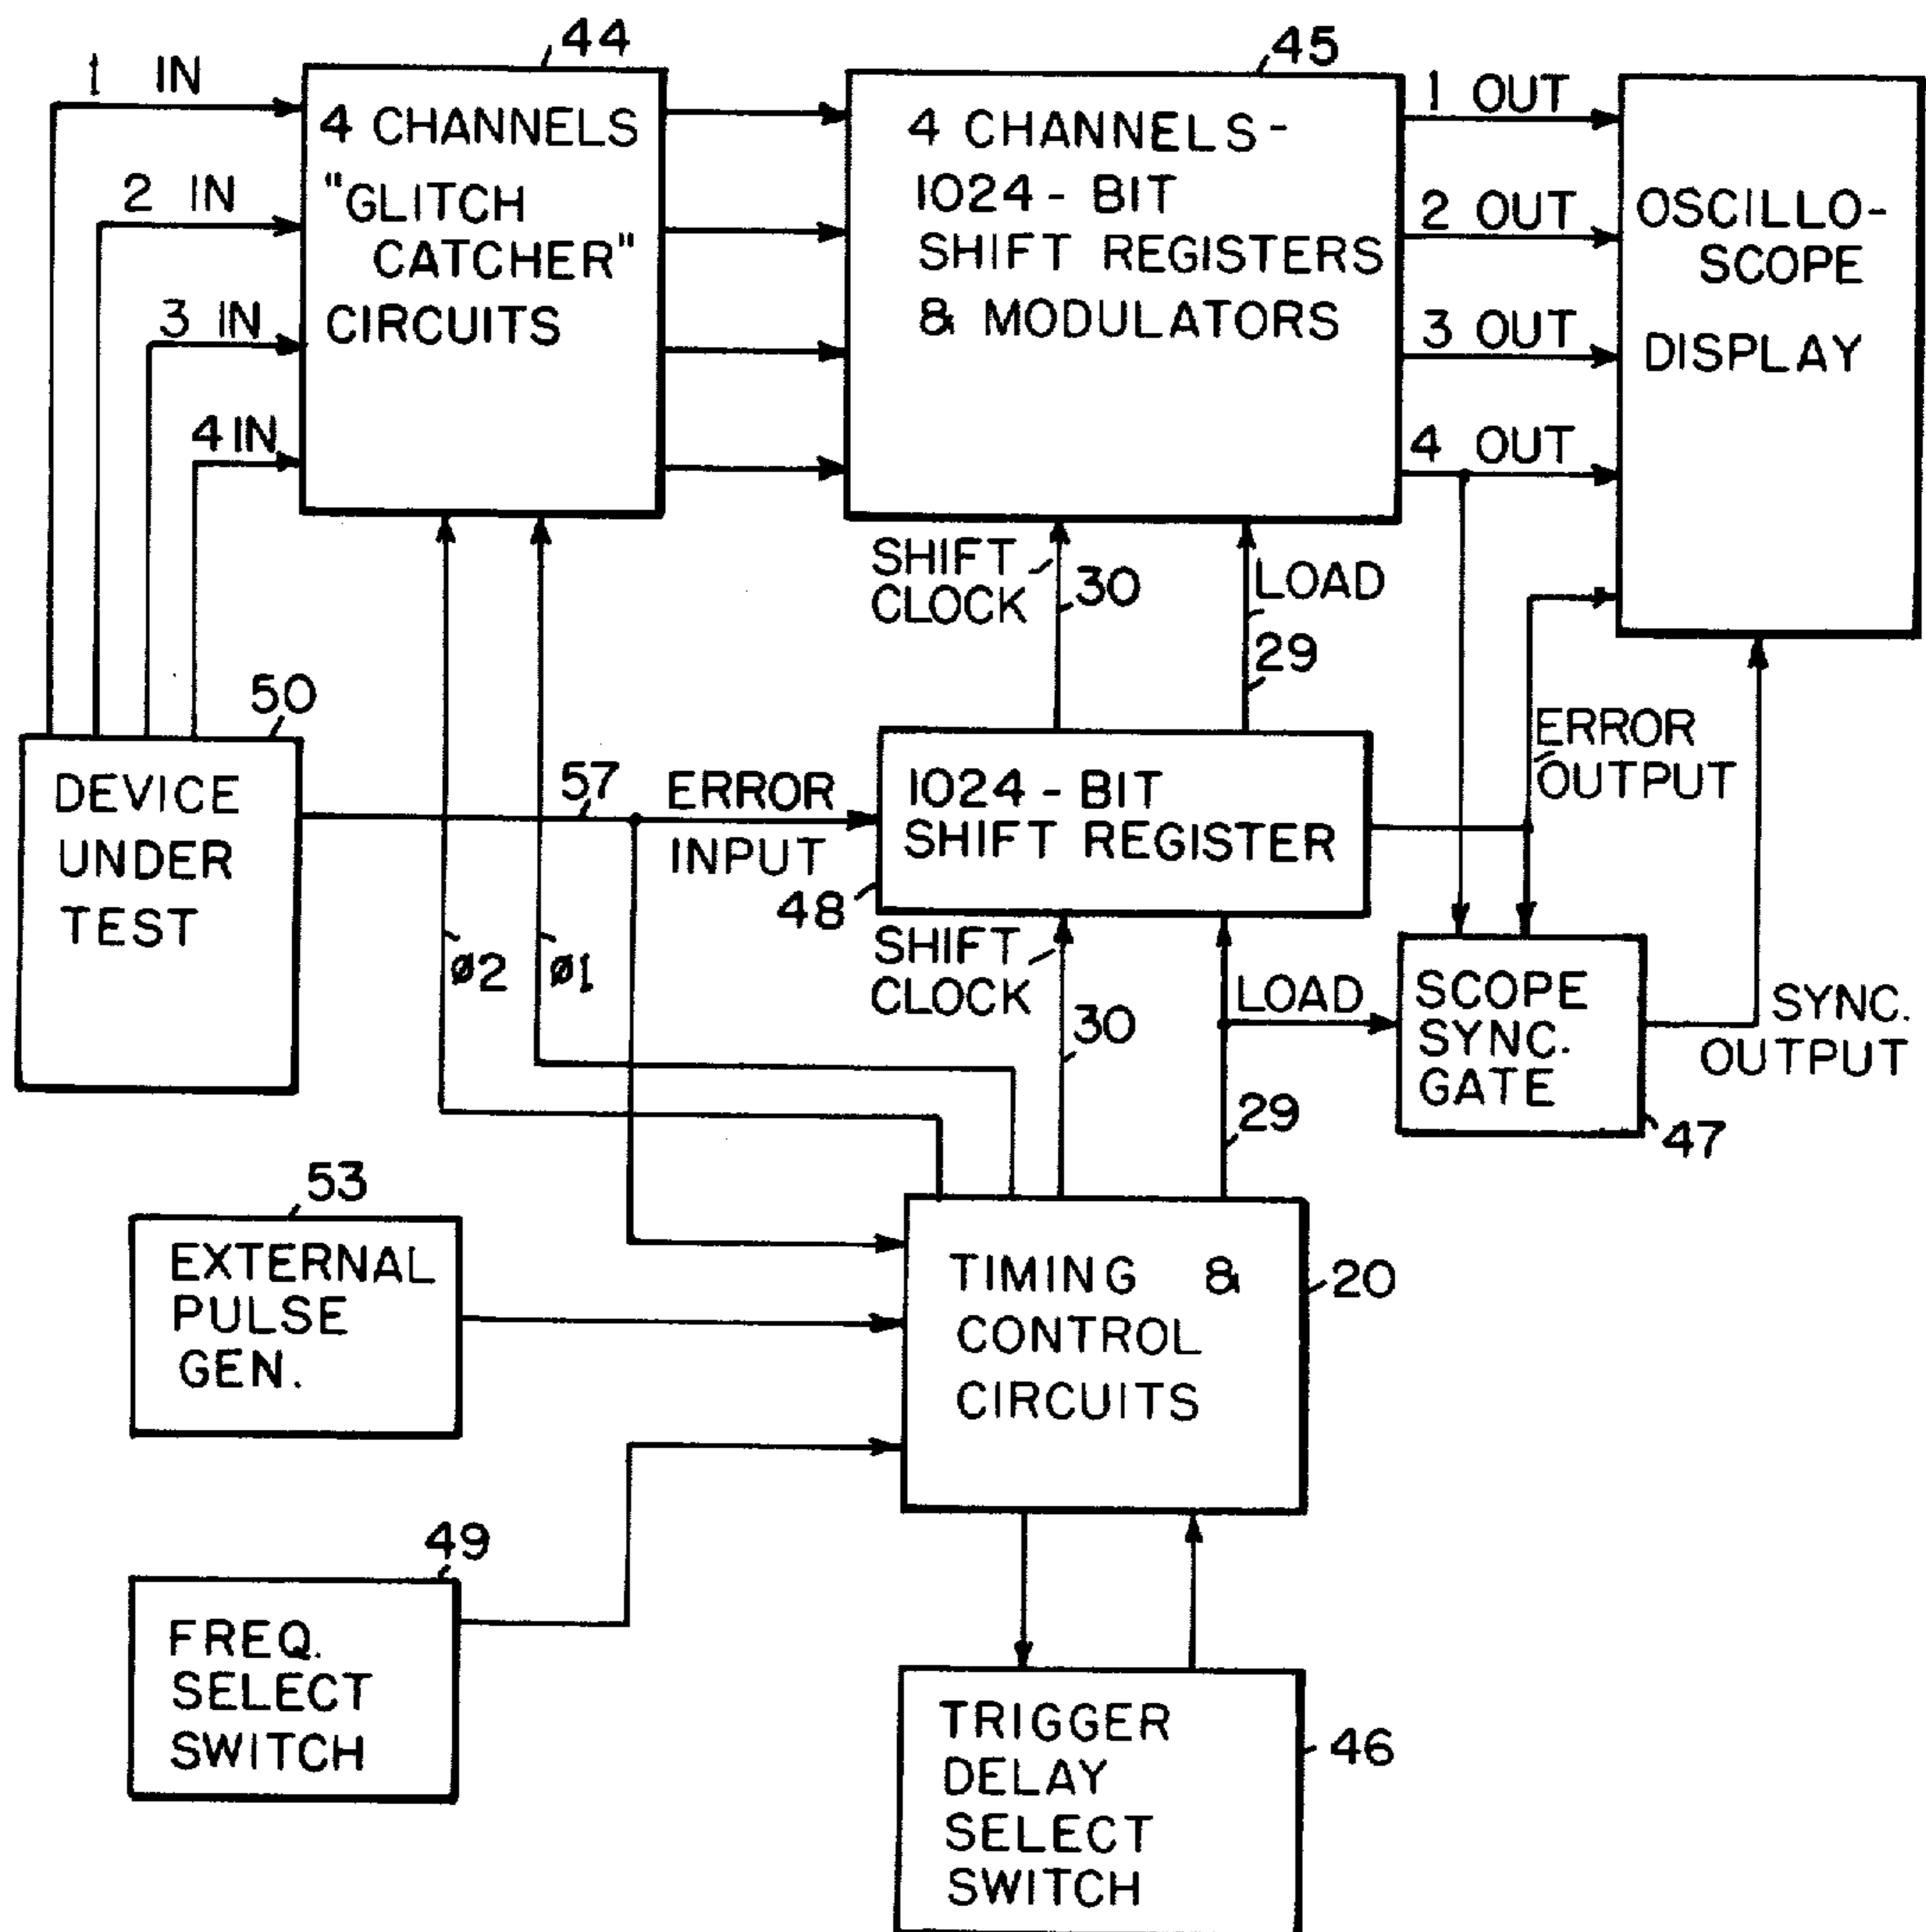 44
45
1 IN
2 IN
3 IN
4 IN
4 CHANNELS
"GLITCH
CATCHER"
CIRCUITS
4 CHANNELS-
1024-BIT
SHIFT REGISTERS
& MODULATORS
1 OUT
2 OUT
3 OUT
4 OUT
OSCILLO-
SCOPE
DISPLAY
SHIFT
CLOCK
30
LOAD
29
50
DEVICE
UNDER
TEST
57
ERROR
INPUT
1024-BIT
SHIFT REGISTER
48
ERROR
OUTPUT
ø2
ø1
SHIFT
CLOCK
30
LOAD
29
SCOPE
SYNC.
GATE
47
SYNC.
OUTPUT
53
EXTERNAL
PULSE
GEN.
TIMING &
CONTROL
CIRCUITS
20
49
FREQ.
SELECT
SWITCH
TRIGGER
DELAY
SELECT
SWITCH
46